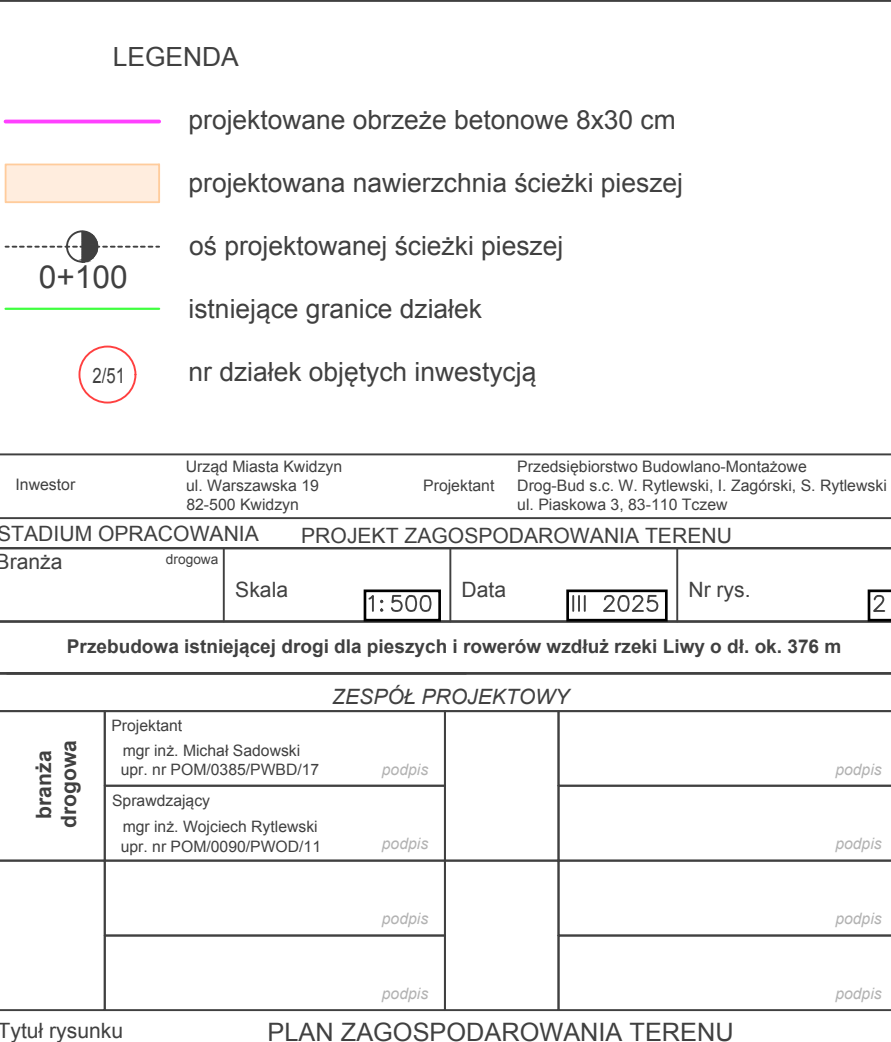 LEGENDA
projektowane obrzeże betonowe 8x30 cm
projektowana nawierzchnia ścieżki pieszej
oś projektowanej ścieżki pieszej
0+100
istniejące granice działek
2/51
nr działek objętych inwestycją
Inwestor
Urząd Miasta Kwidzyn
ul. Warszawska 19
82-500 Kwidzyn
Projektant
Przedsiębiorstwo Budowlano-Montażowe
Drog-Bud s.c. W. Rytlewski, I. Zagórski, S. Rytlewski
ul. Piaskowa 3, 83-110 Tczew
STADIUM OPRACOWANIA PROJEKT ZAGOSPODAROWANIA TERENU
Branża drogowa
Skala 1:500
Data III 2025
Nr rys. 2
Przebudowa istniejącej drogi dla pieszych i rowerów wzdłuż rzeki Liwy o dł. ok. 376 m
ZESPÓŁ PROJEKTOWY
branża
drogowa
Projektant
mgr inż. Michał Sadowski
upr. nr POM/0385/PWBD/17 podpis
podpis
Sprawdzający
mgr inż. Wojciech Rytlewski
upr. nr POM/0090/PWOD/11 podpis
podpis
podpis
podpis
podpis
podpis
Tytuł rysunku PLAN ZAGOSPODAROWANIA TERENU